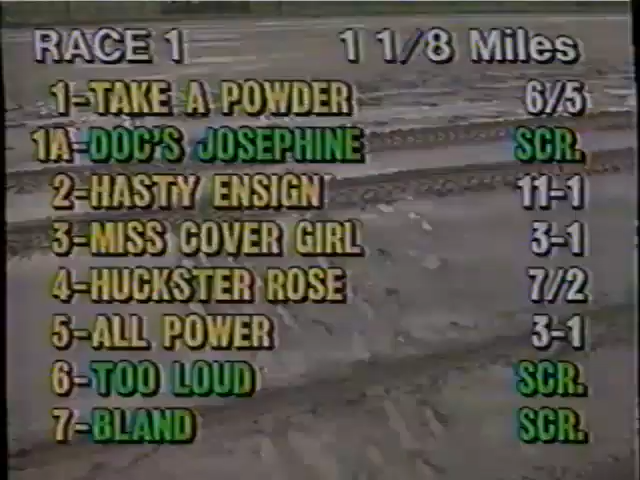 RACE 1 1 1/8 Miles
1-TAKE A POWDER 6/5
1A-DOC'S JOSEPHINE SCR.
2-HASTY ENSIGN 11-1
3-MISS COVER GIRL 3-1
4-HUCKSTER ROSE 7/2
5-ALL POWER 3-1
6-TOO LOUD SCR.
7-BLAND SCR.